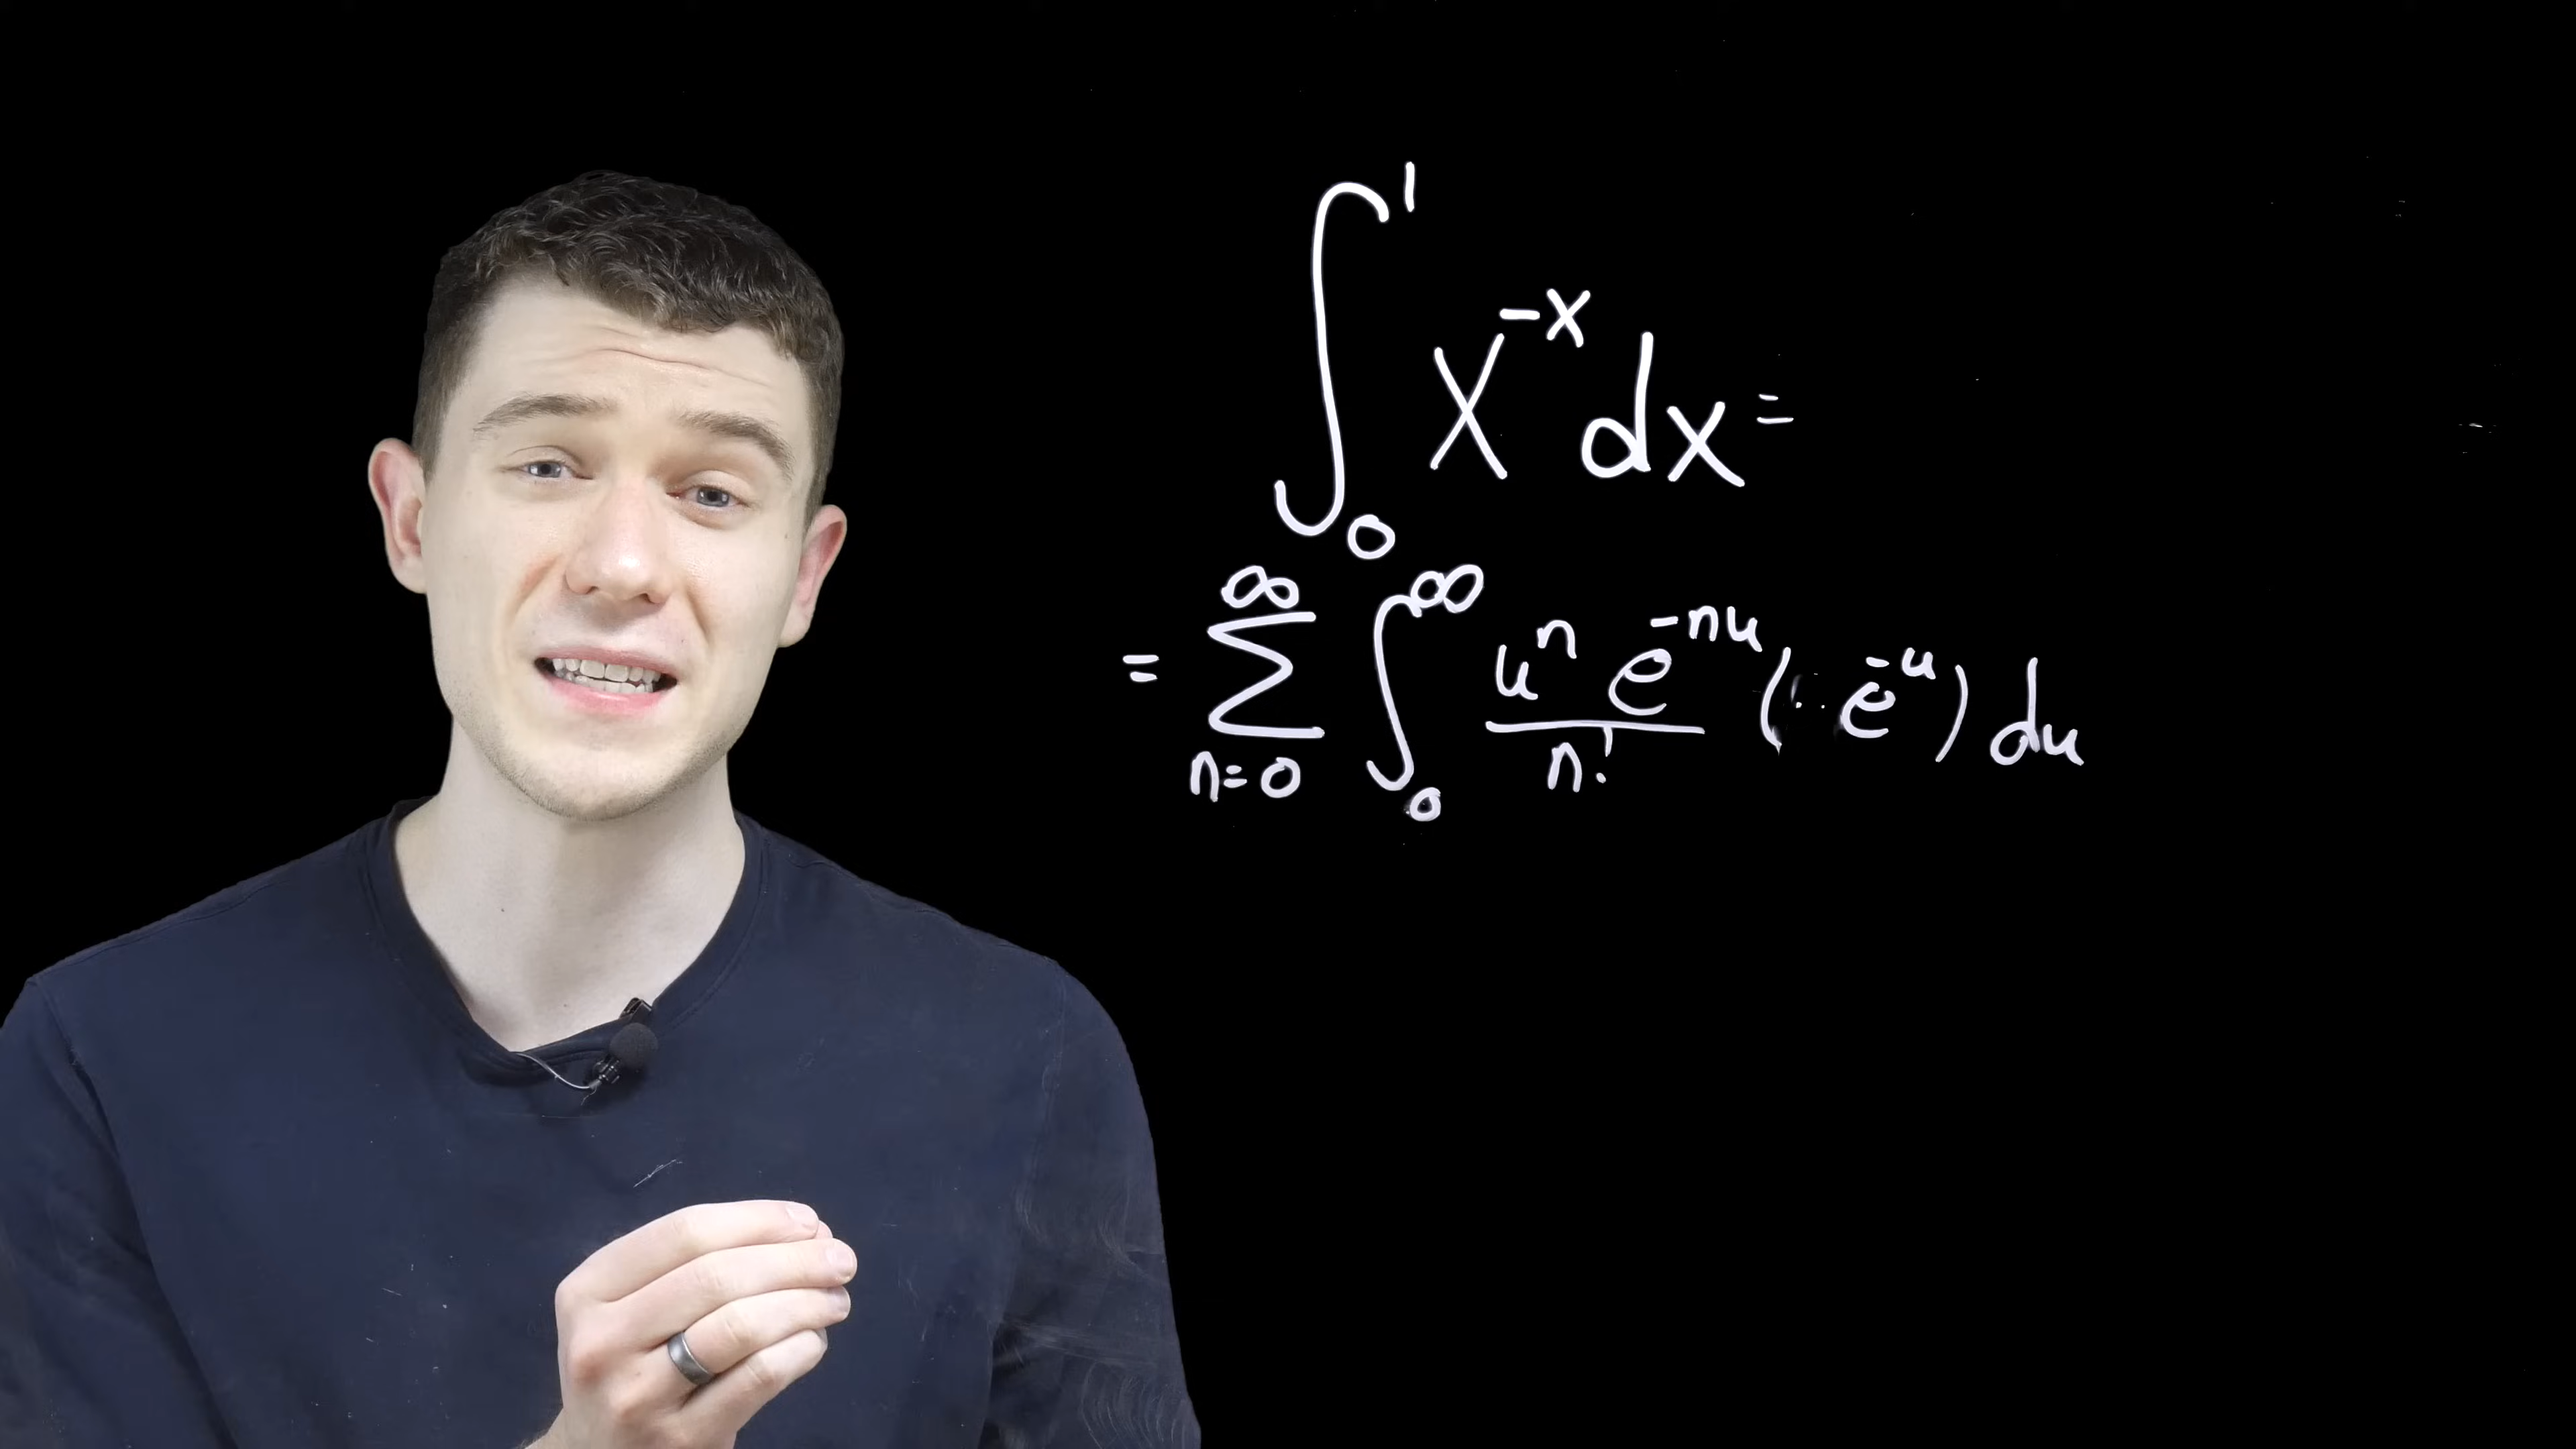 ∫₀¹ x⁻ˣ dx =
= ∑_{n=0}^{∞} ∫₀^∞ uⁿ e^{-nu} / n! (e^{-u}) du